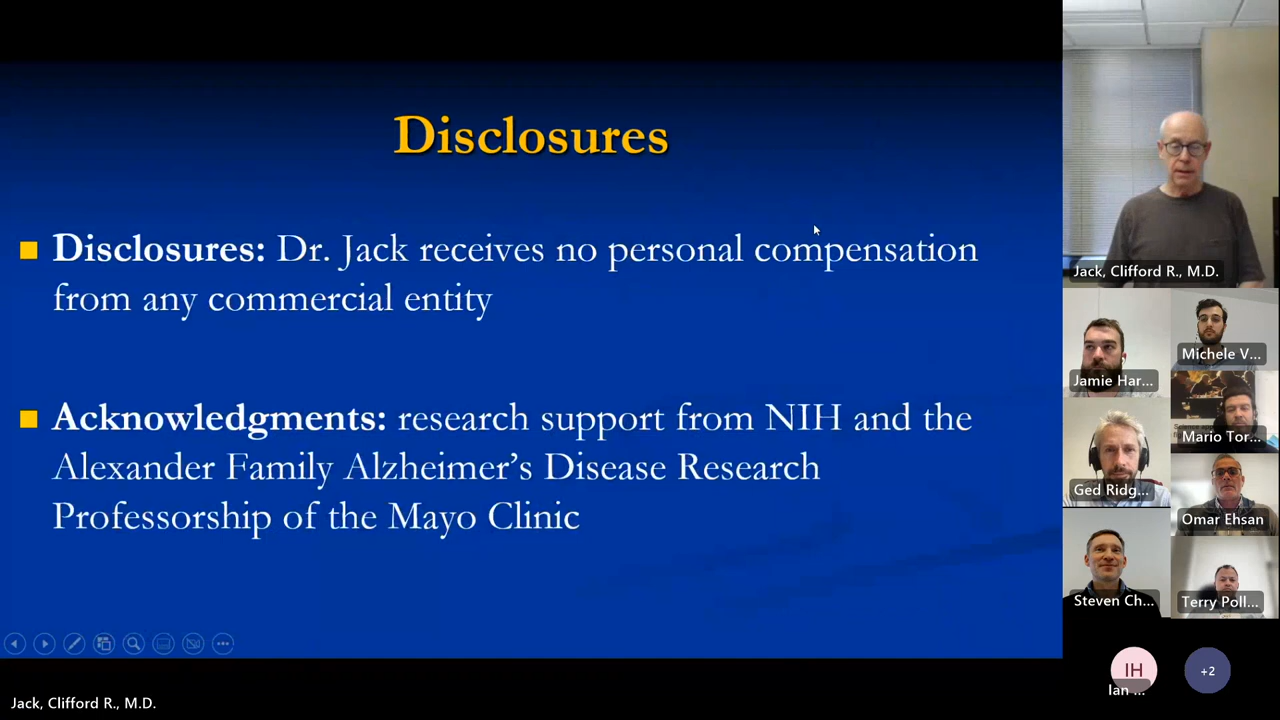 Disclosures
Disclosures: Dr. Jack receives no personal compensation
from any commercial entity
Acknowledgments: research support from NIH and the
Alexander Family Alzheimer’s Disease Research
Professorship of the Mayo Clinic
Jack, Clifford R., M.D.
Jack, Clifford R., M.D.
Michele V...
Jamie Har...
Mario Tor...
Ged Ridg...
Omar Ehsan
Steven Ch...
Terry Poll...
IH
Ian ...
+2